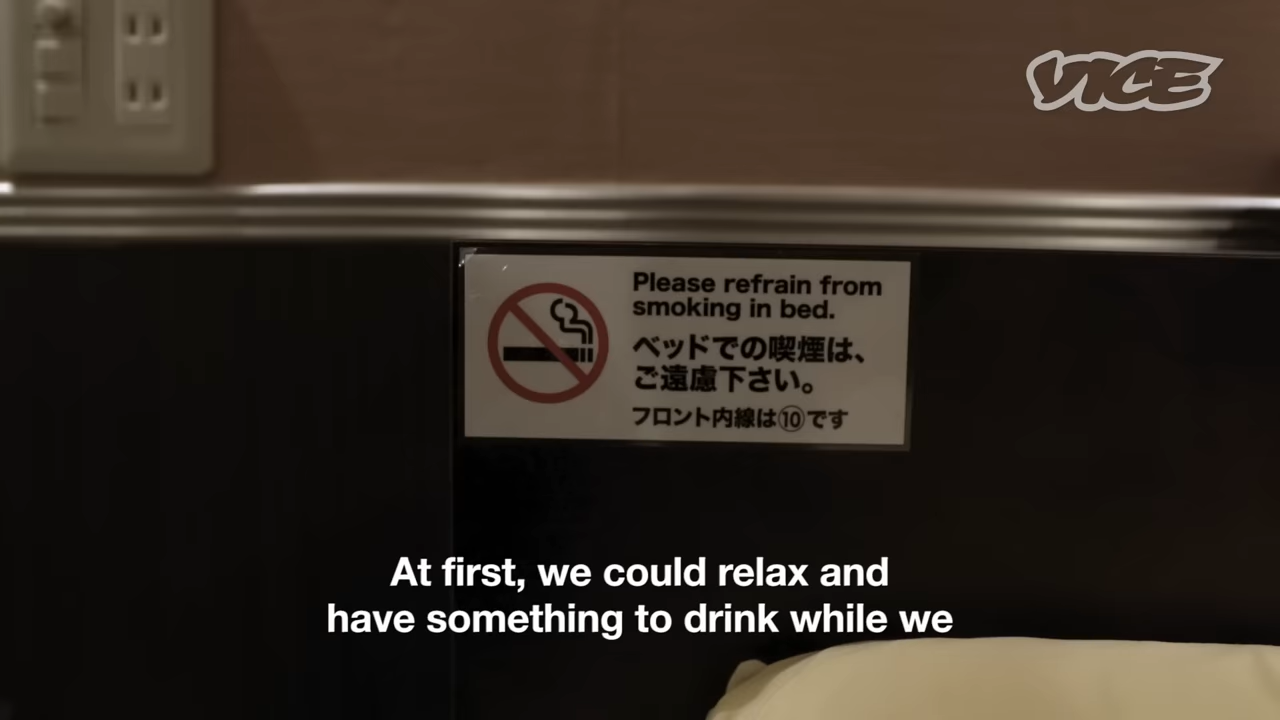 VICE
Please refrain from
smoking in bed.
ベッドでの喫煙は、
ご遠慮下さい。
フロント内線は⑩です
At first, we could relax and
have something to drink while we